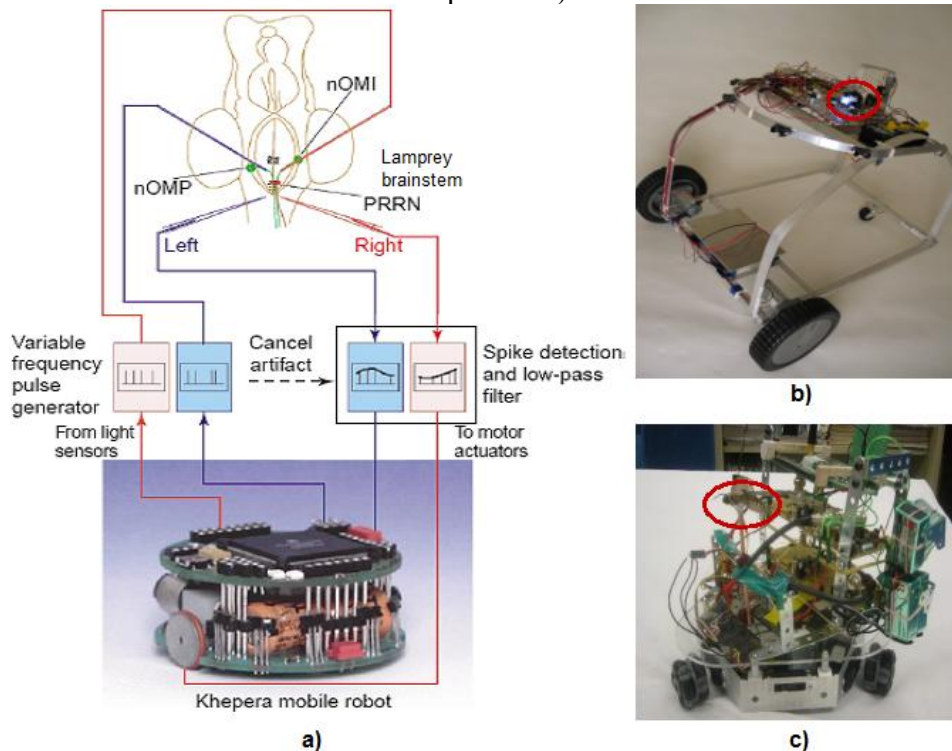 nOMI
nOMP
Lamprey
brainstem
PRRN
Left
Right
Variable
frequency
pulse
generator
Cancel
artifact
Spike detection
and low-pass
filter
From light
sensors
To motor
actuators
Khepera mobile robot
a)
b)
c)